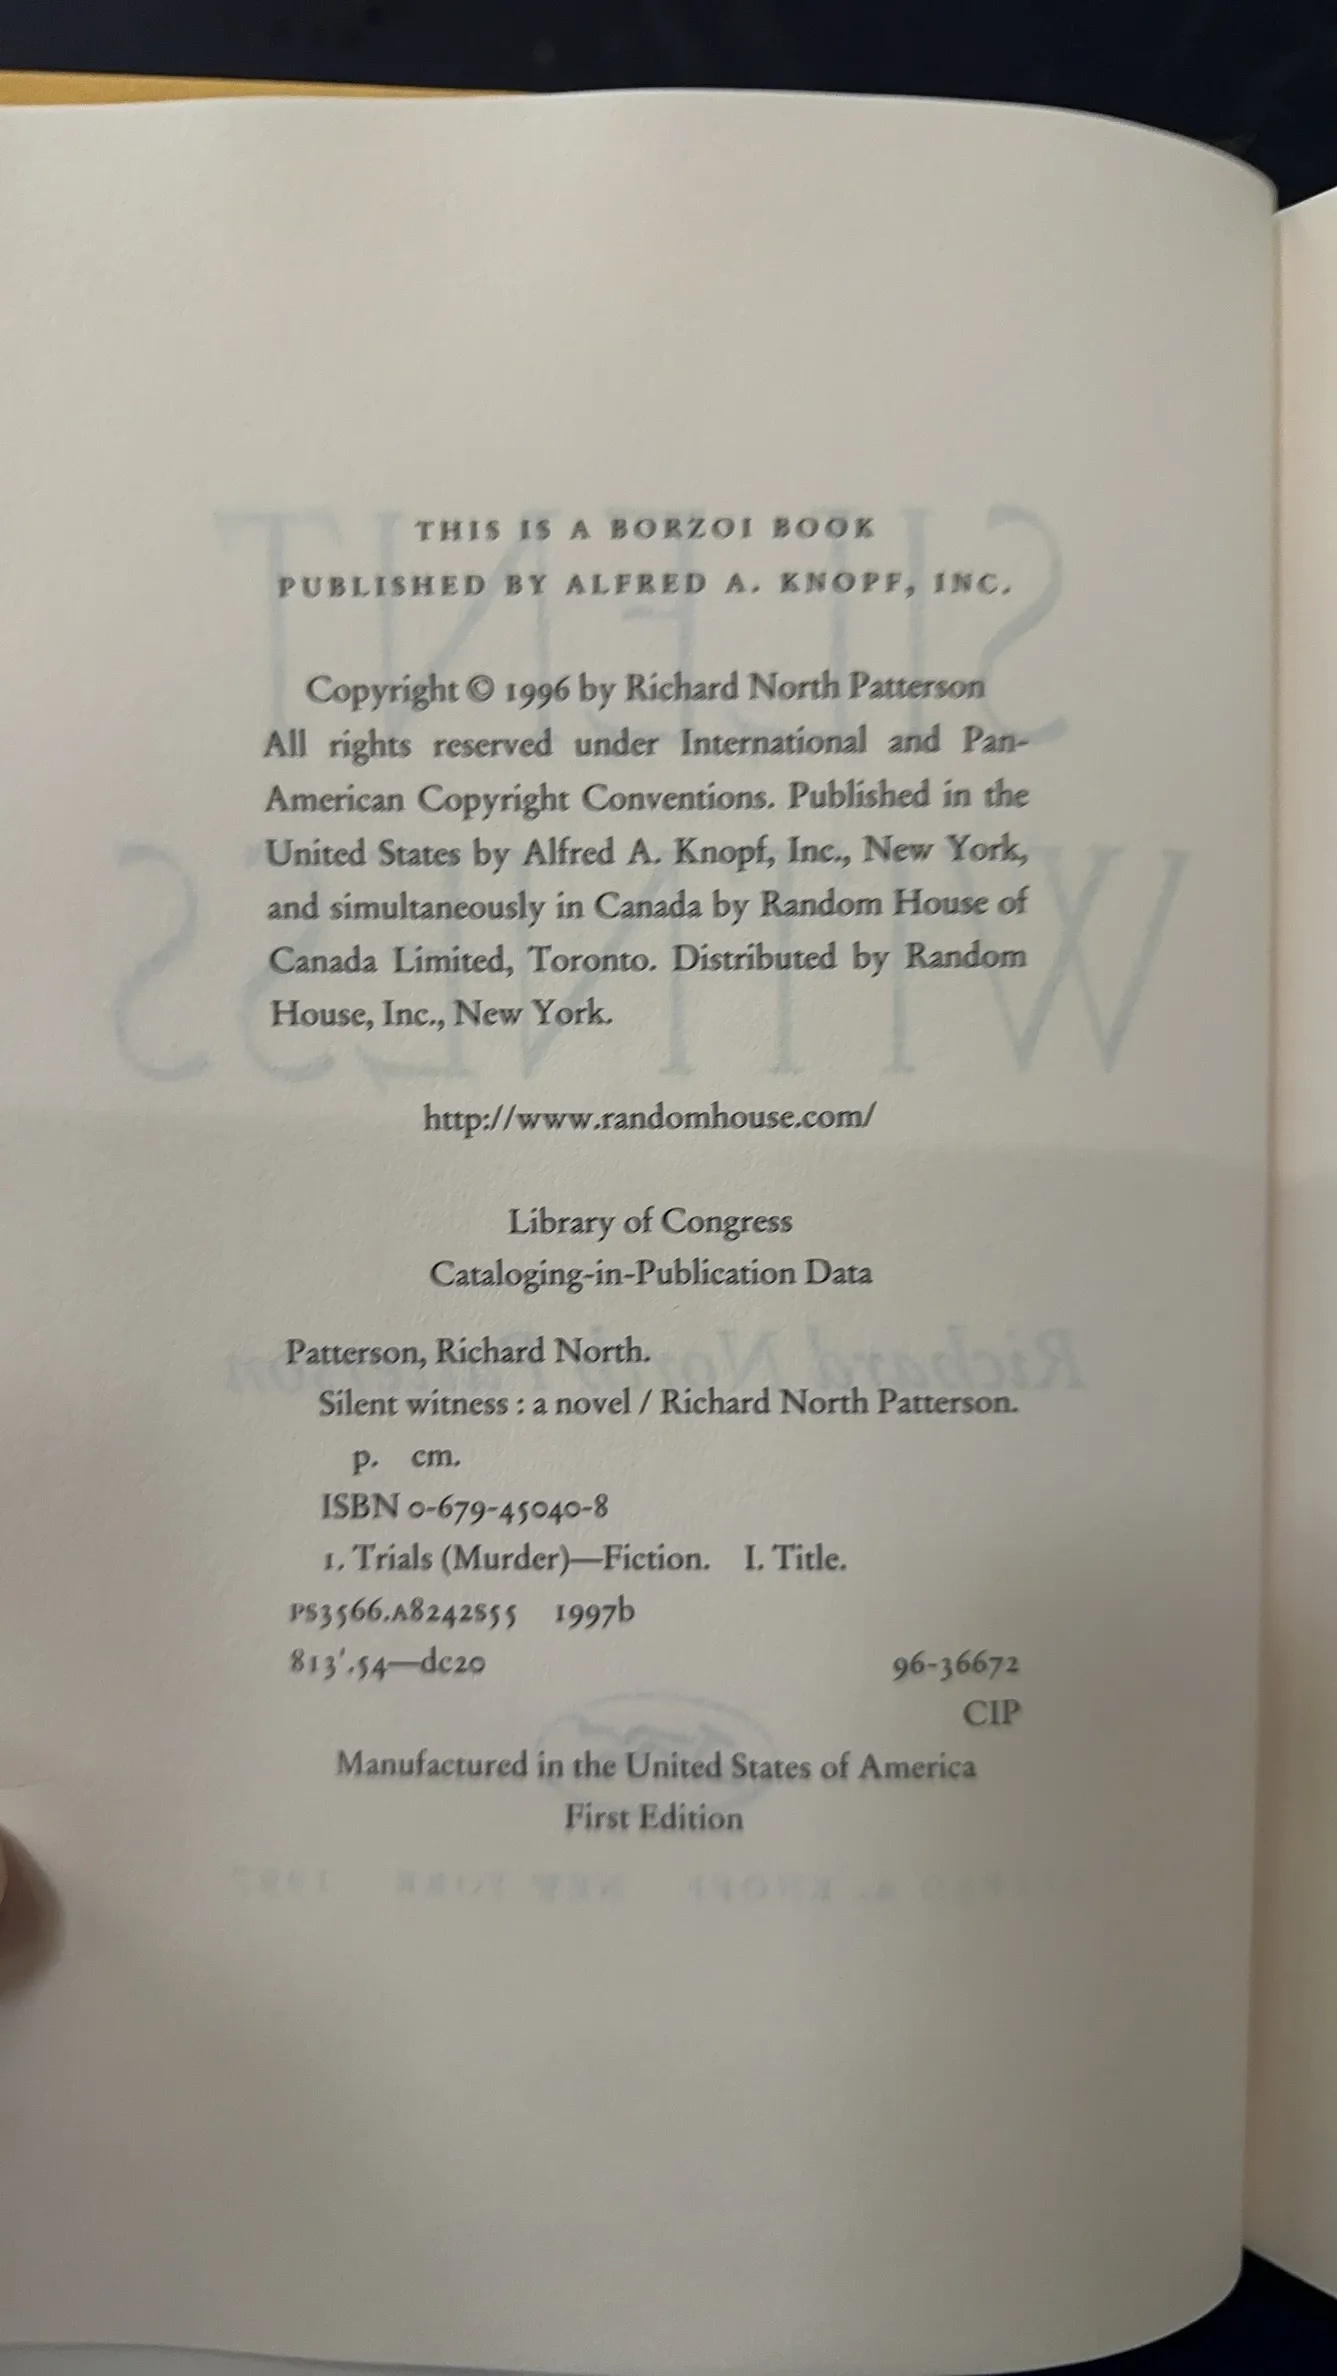 THIS IS A BORZOI BOOK
PUBLISHED BY ALFRED A. KNOPF, INC.
Copyright © 1996 by Richard North Patterson
All rights reserved under International and Pan-
American Copyright Conventions. Published in the
United States by Alfred A. Knopf, Inc., New York,
and simultaneously in Canada by Random House of
Canada Limited, Toronto. Distributed by Random
House, Inc., New York.
http://www.randomhouse.com/
Library of Congress
Cataloging-in-Publication Data
Patterson, Richard North.
Silent witness : a novel / Richard North Patterson.
p. cm.
ISBN 0-679-45040-8
1. Trials (Murder)—Fiction. I. Title.
PS3566.A8242S55 1997b
813'.54—dc20 96-36672
CIP
Manufactured in the United States of America
First Edition